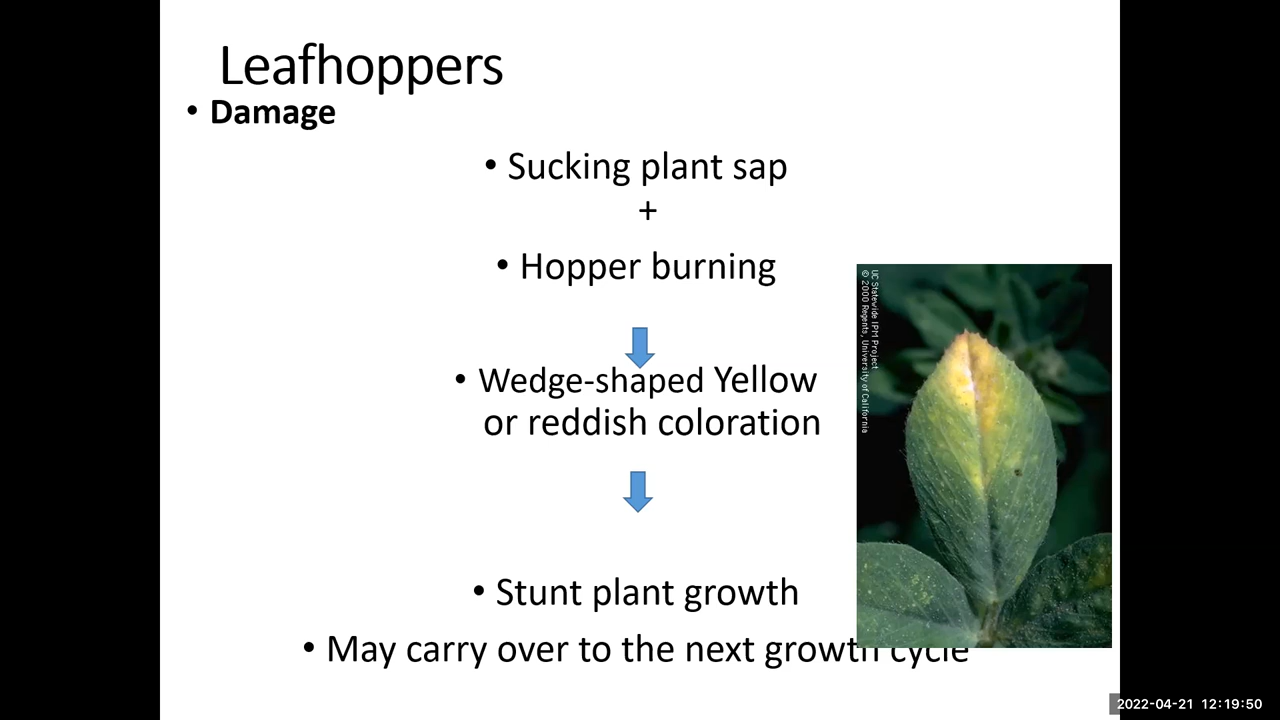 Leafhoppers
• Damage
• Sucking plant sap
+
• Hopper burning
• Wedge-shaped Yellow
or reddish coloration
• Stunt plant growth
• May carry over to the next growth cycle
UC Statewide IPM Project
© 2000 Regents, University of California
2022-04-21 12:19:50